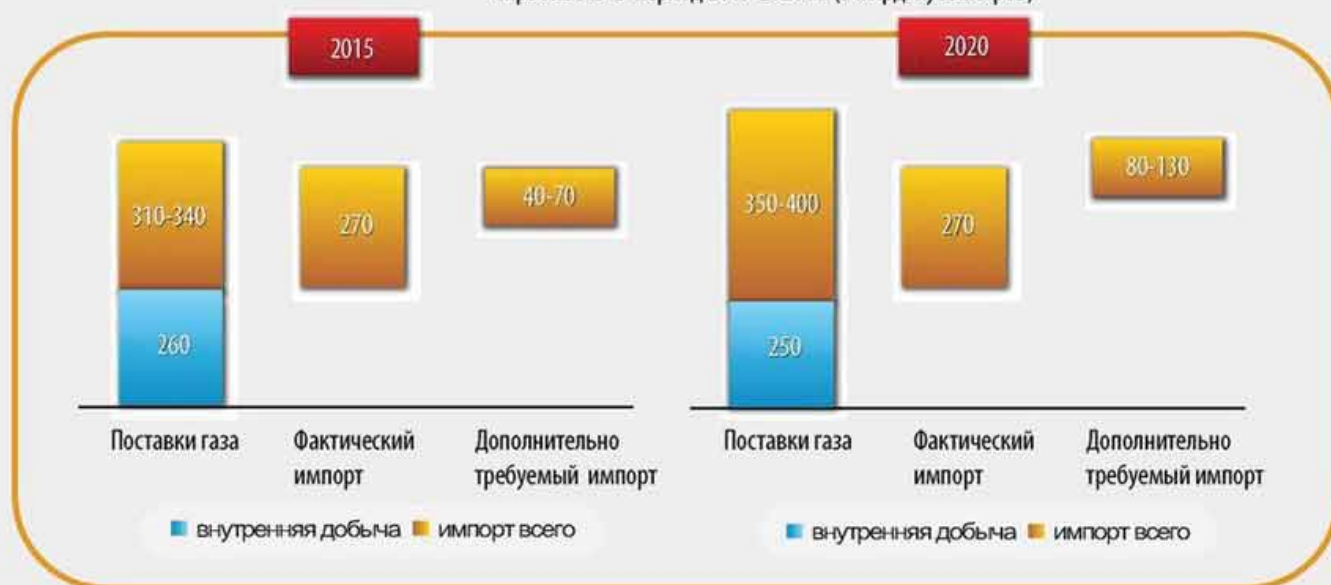 2015
2020
310-340
270
40-70
260
350-400
270
80-130
250
Поставки газа
Фактический
импорт
Дополнительно
требуемый импорт
Поставки газа
Фактический
импорт
Дополнительно
требуемый импорт
внутренняя добыча импорт всего
внутренняя добыча импорт всего